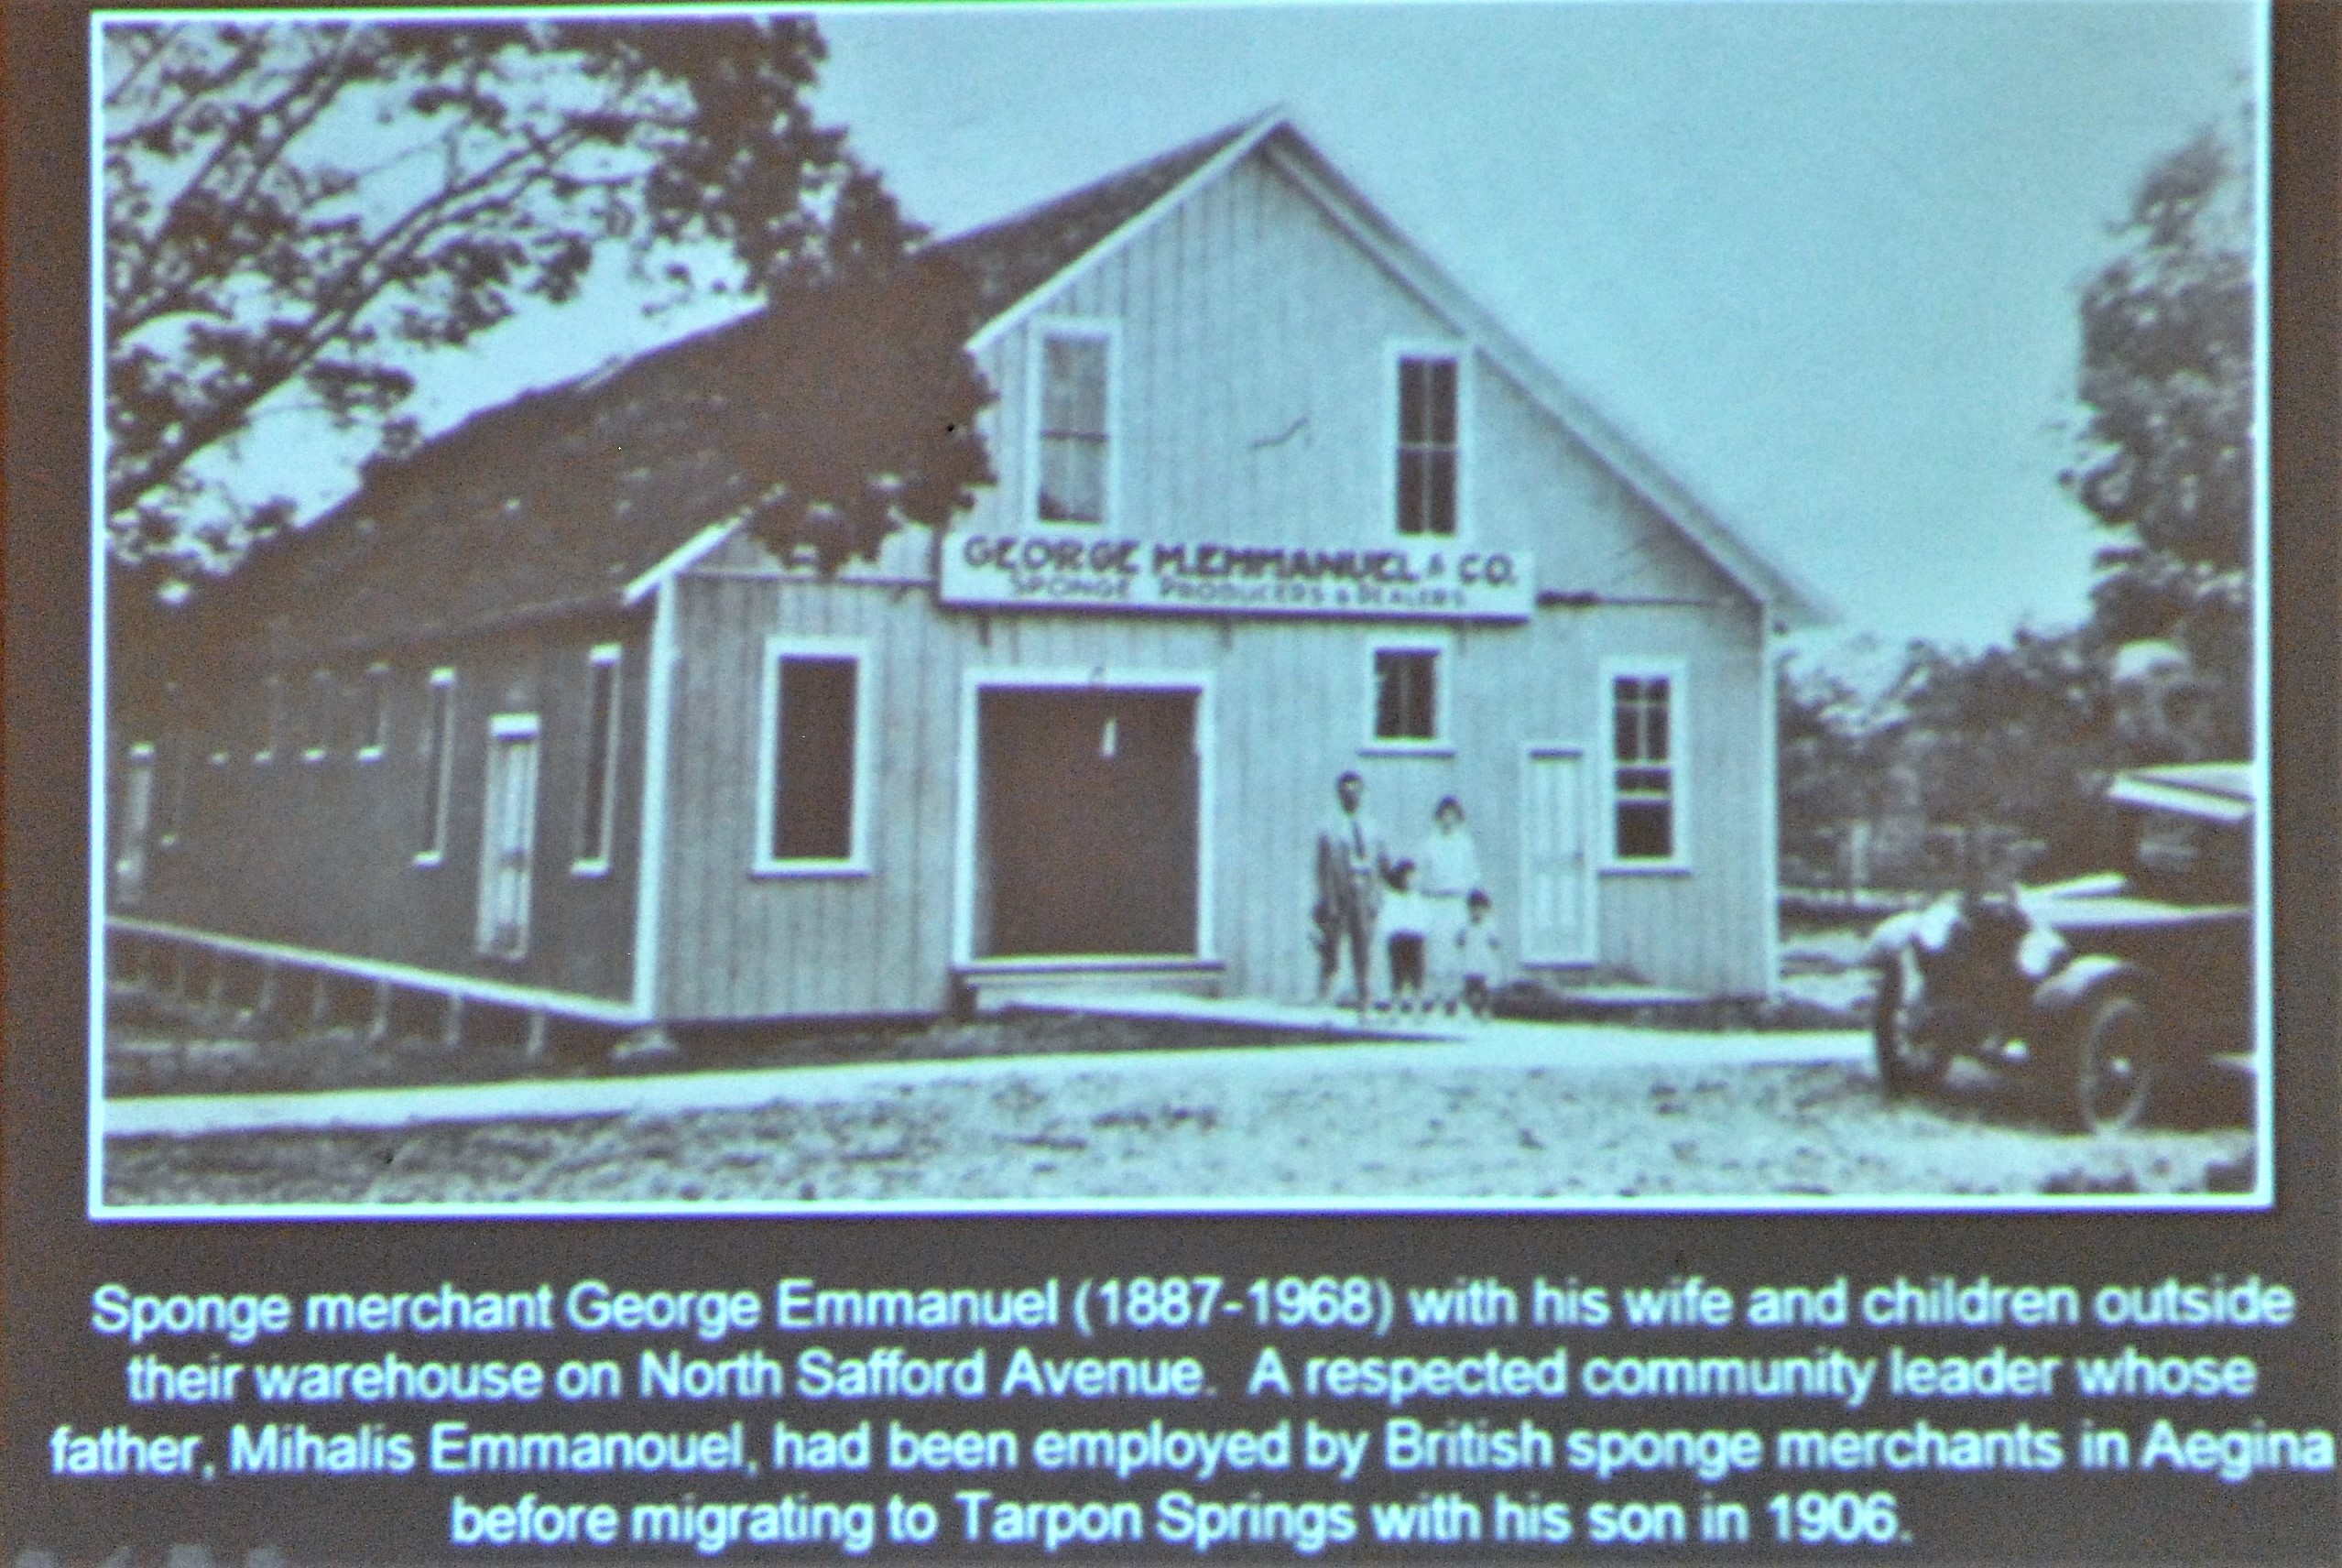 GEORGE M. EMMANUEL & CO.
SPONGE PRODUCERS & DEALERS
Sponge merchant George Emmanuel (1887-1968) with his wife and children outside
their warehouse on North Safford Avenue. A respected community leader whose
father, Mihalis Emmanouel, had been employed by British sponge merchants in Aegina
before migrating to Tarpon Springs with his son in 1906.